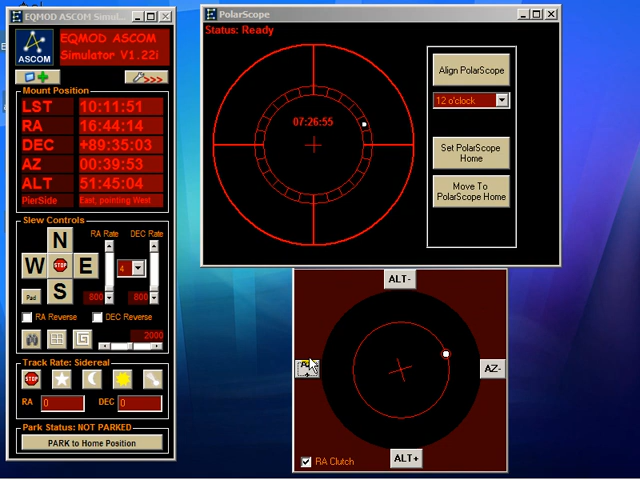 EQMOD ASCOM Simul...
ASCOM
EQMOD ASCOM
Simulator V1.22i
>>>
Mount Position
LST 10:11:51
RA 16:44:14
DEC +89:35:03
AZ 00:39:53
ALT 51:45:04
PierSide East, pointing West
Slew Controls
N
RA Rate DEC Rate
W STOP E
4
S
Pad
800 800
RA Reverse DEC Reverse
2000
Track Rate: Sidereal
STOP
RA 0 DEC 0
Park Status: NOT PARKED
PARK to Home Position
PolarScope
Status: Ready
07:26:55
Align PolarScope
12 o'clock
Set PolarScope
Home
Move To
PolarScope Home
ALT-
AZ-
ALT+
RA Clutch